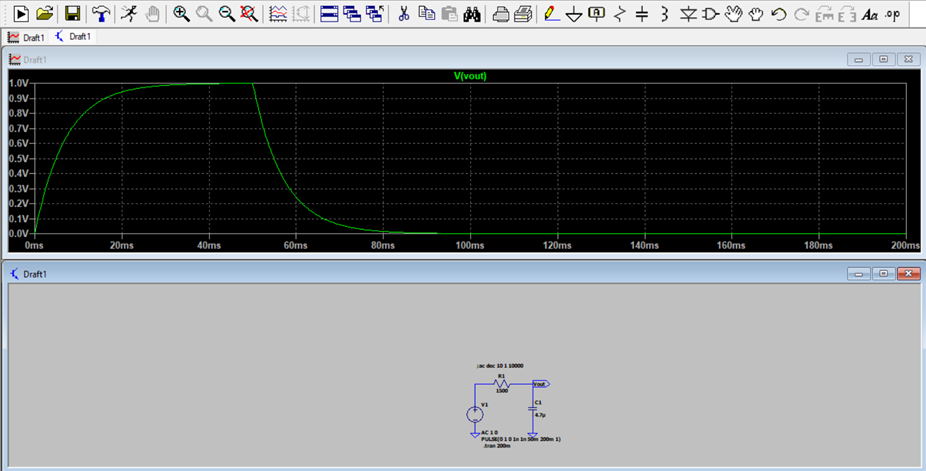 Draft1 Draft1
Draft1
V(vout)
1.0V
0.9V
0.8V
0.7V
0.6V
0.5V
0.4V
0.3V
0.2V
0.1V
0.0V
0ms 20ms 40ms 60ms 80ms 100ms 120ms 140ms 160ms 180ms 200ms
Draft1
;ac dec 10 1 10000
R1
1500
Vout
V1
C1
4.7µ
AC 1 0
PULSE(0 1 0 1n 1n 50m 200m 1)
.tran 200m